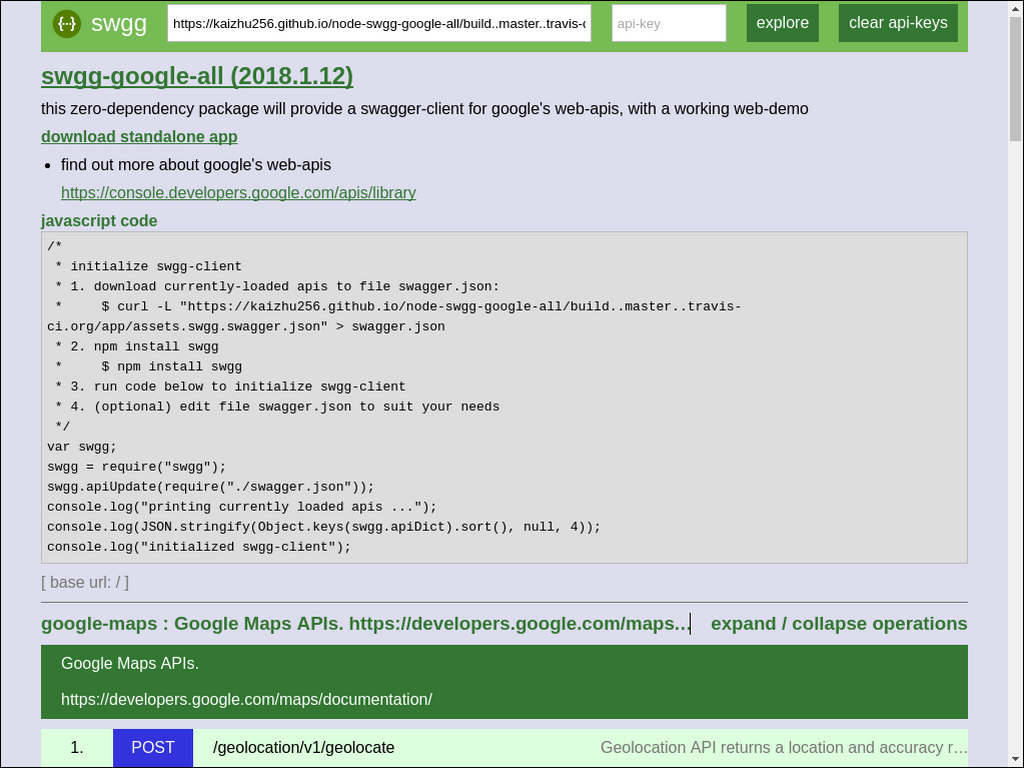 {···} swgg https://kaizhu256.github.io/node-swgg-google-all/build..master..travis-c api-key explore clear api-keys
swgg-google-all (2018.1.12)
this zero-dependency package will provide a swagger-client for google's web-apis, with a working web-demo
download standalone app
• find out more about google's web-apis
https://console.developers.google.com/apis/library
javascript code
/*
 * initialize swgg-client
 * 1. download currently-loaded apis to file swagger.json:
 *     $ curl -L "https://kaizhu256.github.io/node-swgg-google-all/build..master..travis-
ci.org/app/assets.swgg.swagger.json" > swagger.json
 * 2. npm install swgg
 *     $ npm install swgg
 * 3. run code below to initialize swgg-client
 * 4. (optional) edit file swagger.json to suit your needs
 */
var swgg;
swgg = require("swgg");
swgg.apiUpdate(require("./swagger.json"));
console.log("printing currently loaded apis ...");
console.log(JSON.stringify(Object.keys(swgg.apiDict).sort(), null, 4));
console.log("initialized swgg-client");
[ base url: / ]
google-maps : Google Maps APIs. https://developers.google.com/maps... expand / collapse operations
Google Maps APIs.
https://developers.google.com/maps/documentation/
1. POST /geolocation/v1/geolocate Geolocation API returns a location and accuracy r...